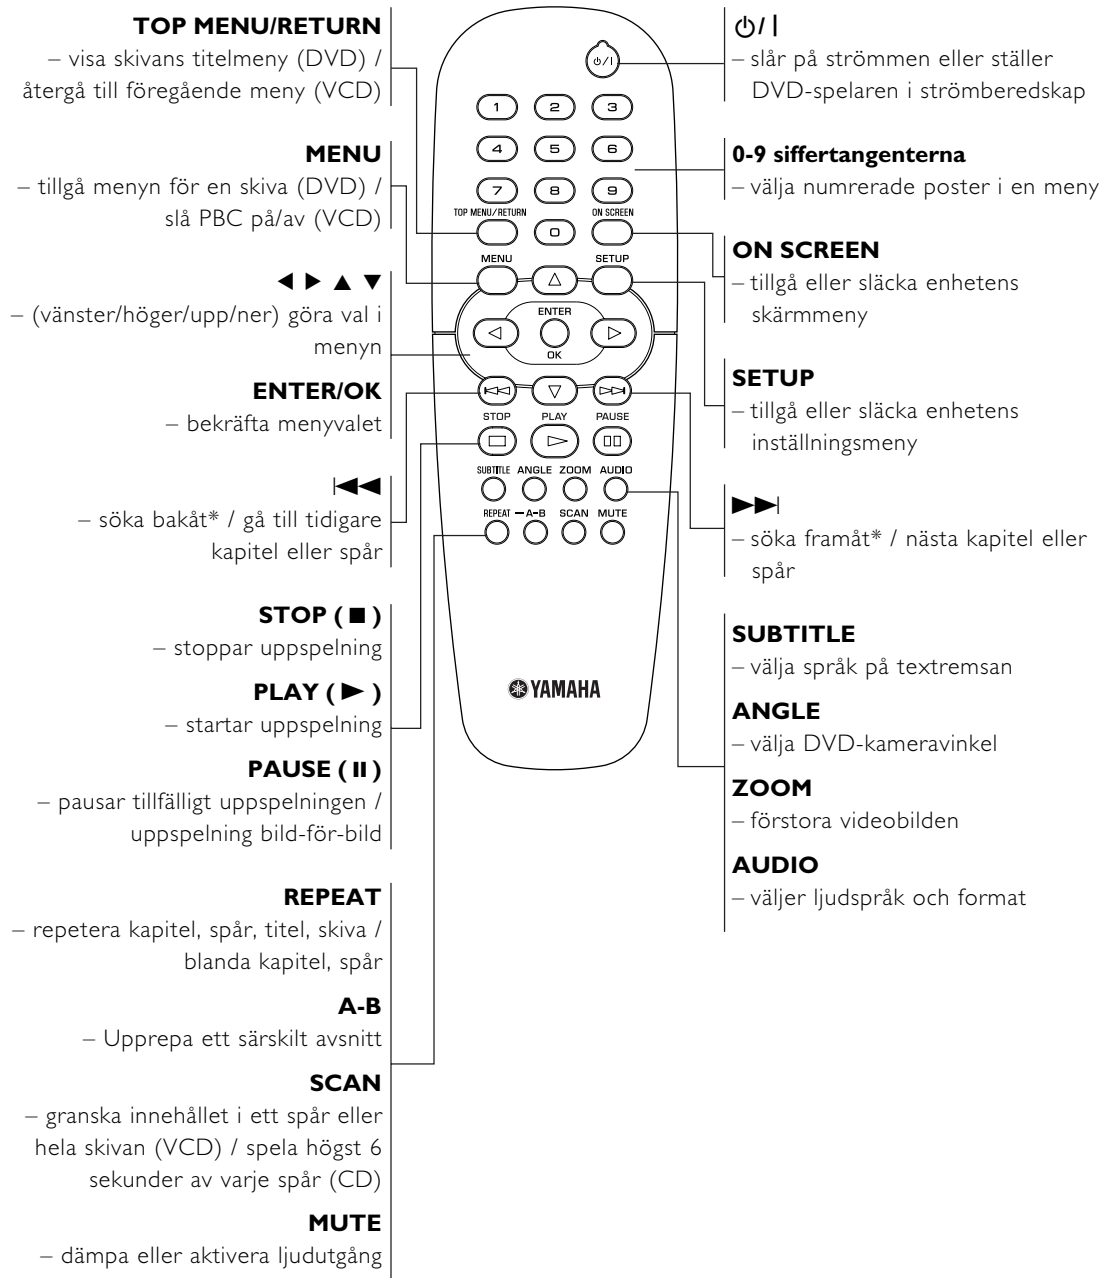 TOP MENU/RETURN
– visa skivans titelmeny (DVD) /
återgå till föregående meny (VCD)
MENU
– tillgå menyn för en skiva (DVD) /
slå PBC på/av (VCD)
◀ ▶ ▲ ▼
– (vänster/höger/upp/ner) göra val i
menyn
ENTER/OK
– bekräfta menyvalet
|◀◀
– söka bakåt* / gå till tidigare
kapitel eller spår
STOP ( ■ )
– stoppar uppspelning
PLAY ( ▶ )
– startar uppspelning
PAUSE ( II )
– pausar tillfälligt uppspelningen /
uppspelning bild-för-bild
REPEAT
– repetera kapitel, spår, titel, skiva /
blanda kapitel, spår
A-B
– Upprepa ett särskilt avsnitt
SCAN
– granska innehållet i ett spår eller
hela skivan (VCD) / spela högst 6
sekunder av varje spår (CD)
MUTE
– dämpa eller aktivera ljudutgång
⏻/I
1 2 3
4 5 6
7 8 9
TOP MENU/RETURN ON SCREEN
0
MENU SETUP
ENTER
OK
STOP PLAY PAUSE
SUBTITLE ANGLE ZOOM AUDIO
REPEAT A-B SCAN MUTE
YAMAHA
⏻/I
– slår på strömmen eller ställer
DVD-spelaren i strömberedskap
0-9 siffertangenterna
– välja numrerade poster i en meny
ON SCREEN
– tillgå eller släcka enhetens
skärmmeny
SETUP
– tillgå eller släcka enhetens
inställningsmeny
▶▶|
– söka framåt* / nästa kapitel eller
spår
SUBTITLE
– välja språk på textremsan
ANGLE
– välja DVD-kameravinkel
ZOOM
– förstora videobilden
AUDIO
– väljer ljudspråk och format